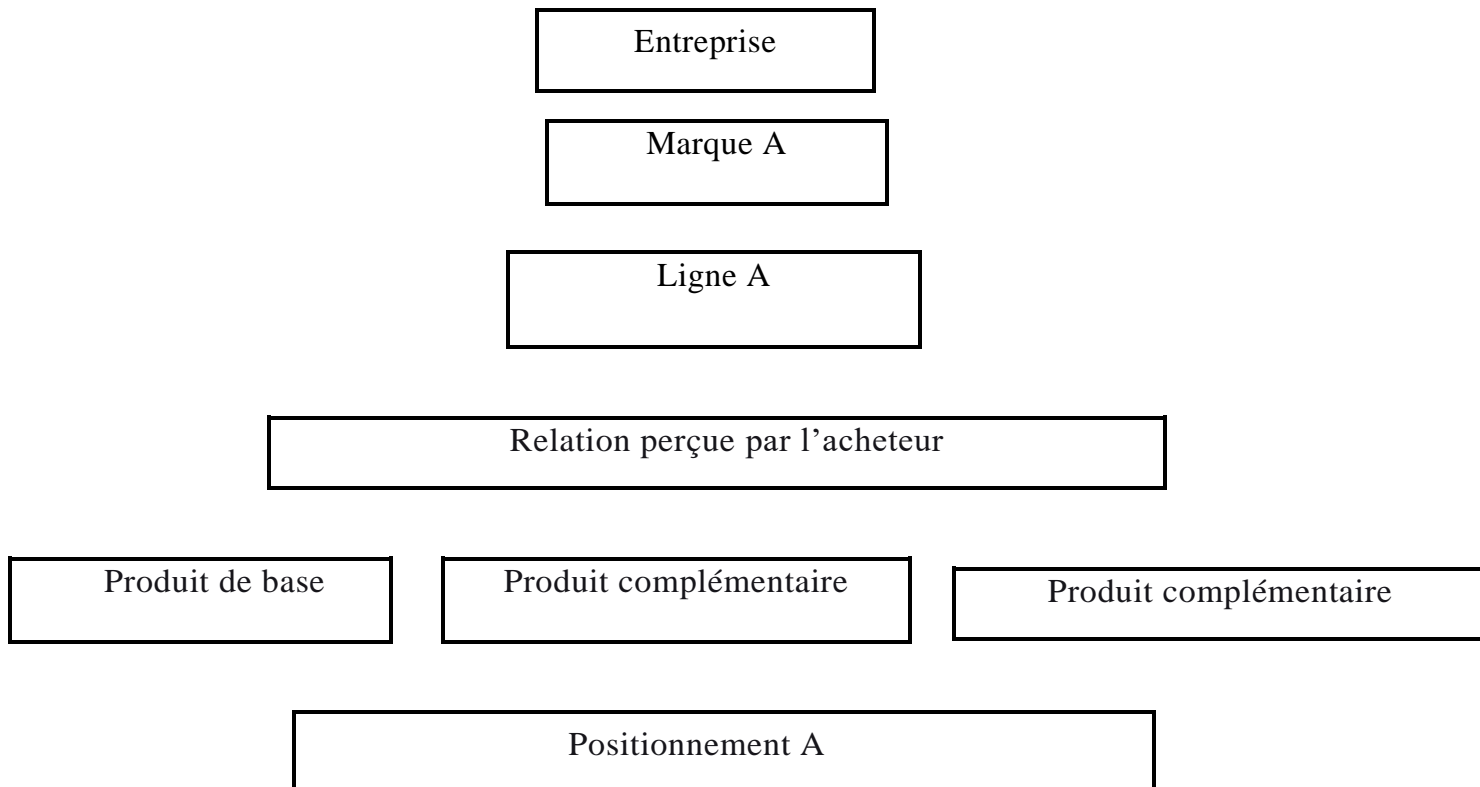 Entreprise
Marque A
Ligne A
Relation perçue par l’acheteur
Produit de base
Produit complémentaire
Produit complémentaire
Positionnement A